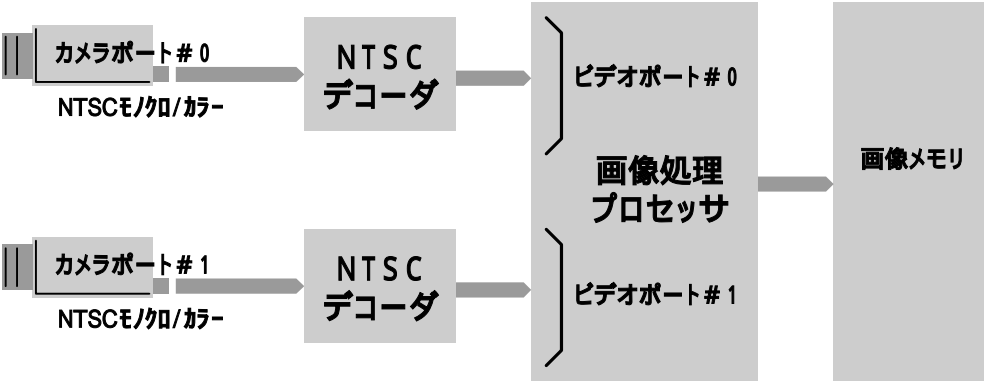 カメラポート＃０
NTSCモノクロ/カラー
ＮＴＳＣ
デコーダ
ビデオポート＃０
画像処理
プロセッサ
画像メモリ
カメラポート＃１
NTSCモノクロ/カラー
ＮＴＳＣ
デコーダ
ビデオポート＃１